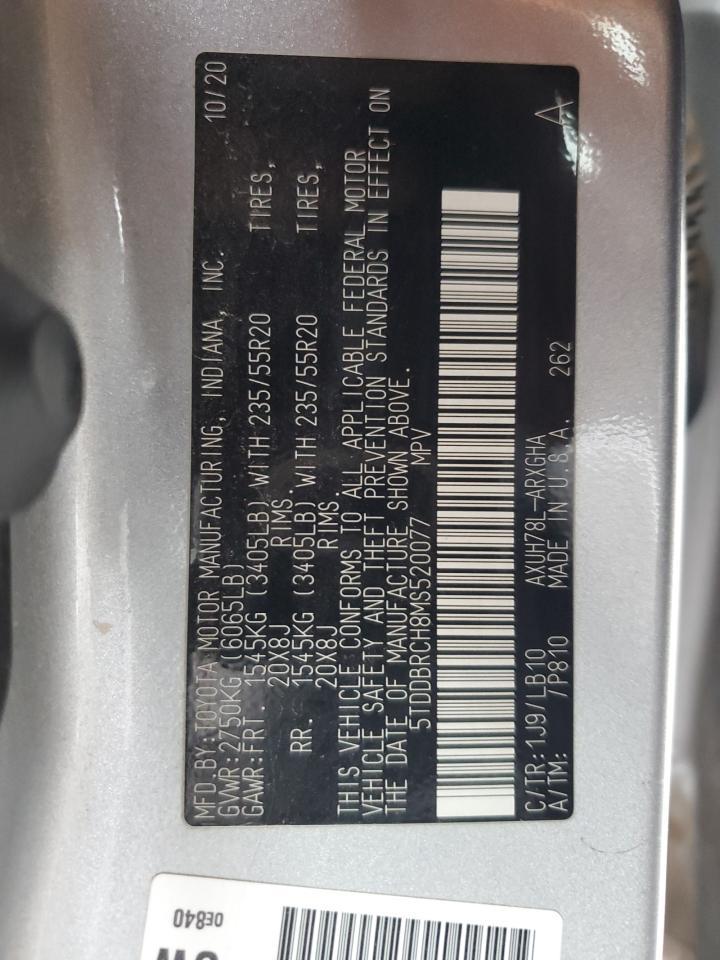 MFD.BY:TOYOTA MOTOR MANUFACTURING, INDIANA, INC. 10/20
GVWR:2750KG (6065LB)
GAWR:FRT. 1545KG (3405LB) WITH 235/55R20 TIRES,
20X8J RIMS.
RR. 1545KG (3405LB) WITH 235/55R20 TIRES,
20X8J RIMS.
THIS VEHICLE CONFORMS TO ALL APPLICABLE FEDERAL MOTOR
VEHICLE SAFETY AND THEFT PREVENTION STANDARDS IN EFFECT ON
THE DATE OF MANUFACTURE SHOWN ABOVE.
5TDDBRCH8MS520077 MPV
C/TR:1J9/LB10 AXUH78L-ARXGHA
A/TM: /P810 MADE IN U.S.A. 262 A
0E840